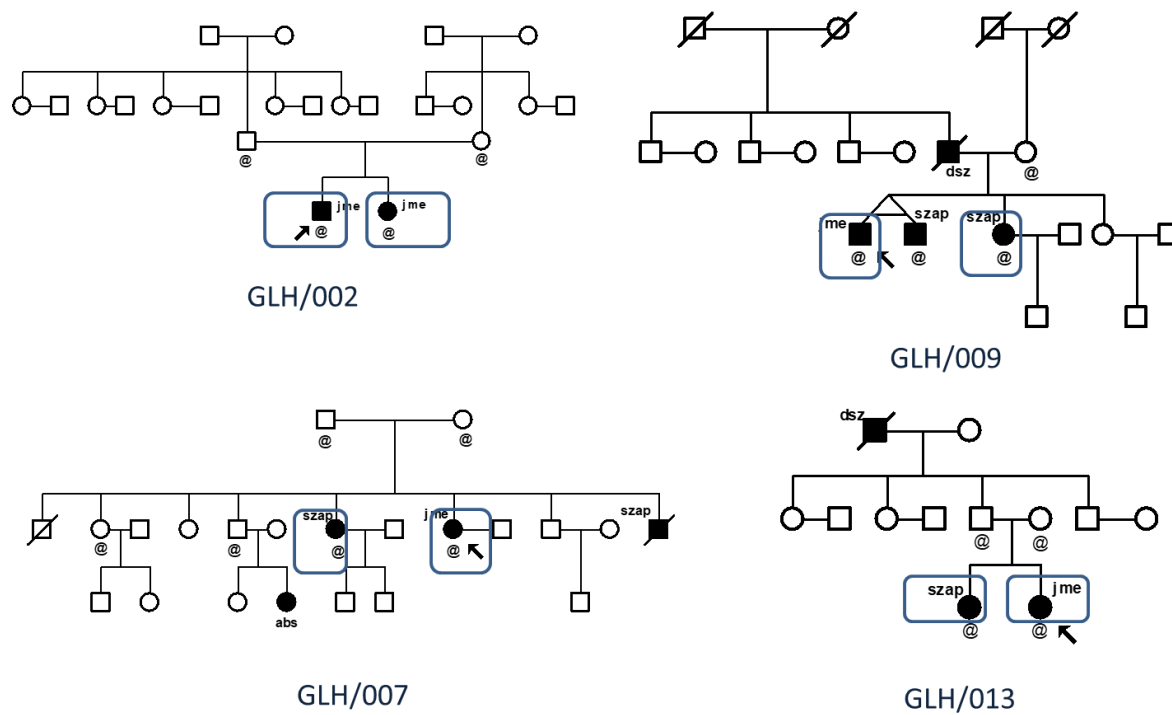 @ @
jme jme
@ @
GLH/002
dsz @
jme szap szap
@ @ @
GLH/009
@ @
szap jme szap
@ @ @ @
abs
GLH/007
dsz
@ @
szap jme
@ @
GLH/013